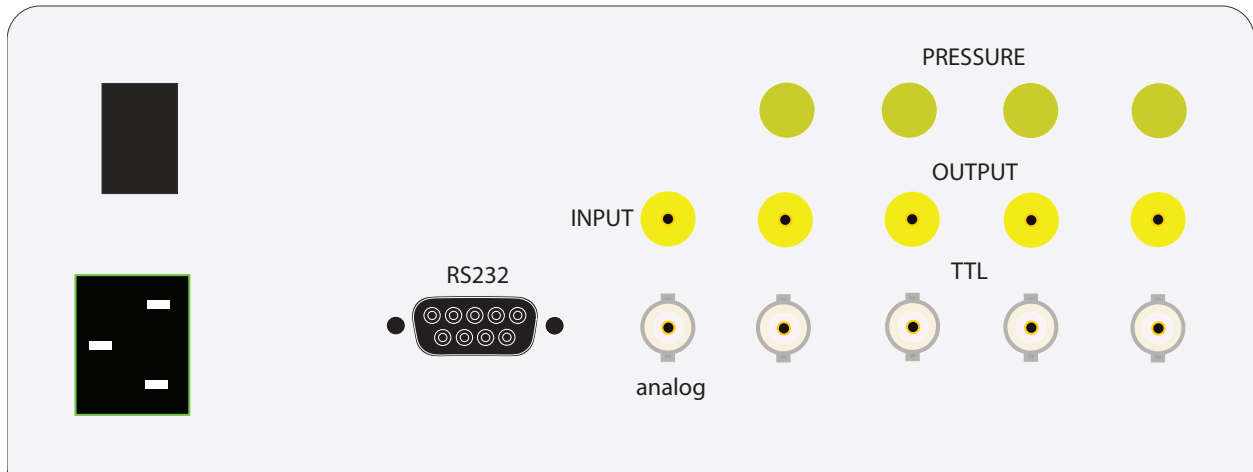 PRESSURE
OUTPUT
INPUT
RS232
TTL
analog